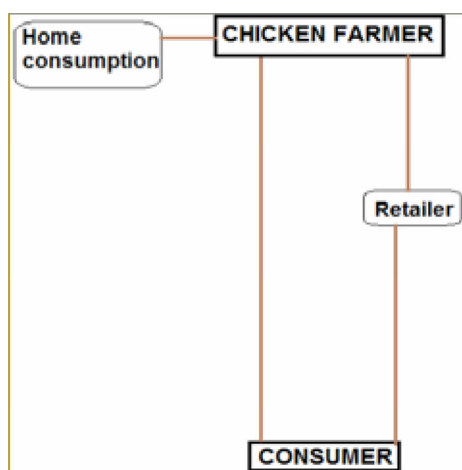 Home
consumption
CHICKEN FARMER
Retailer
CONSUMER